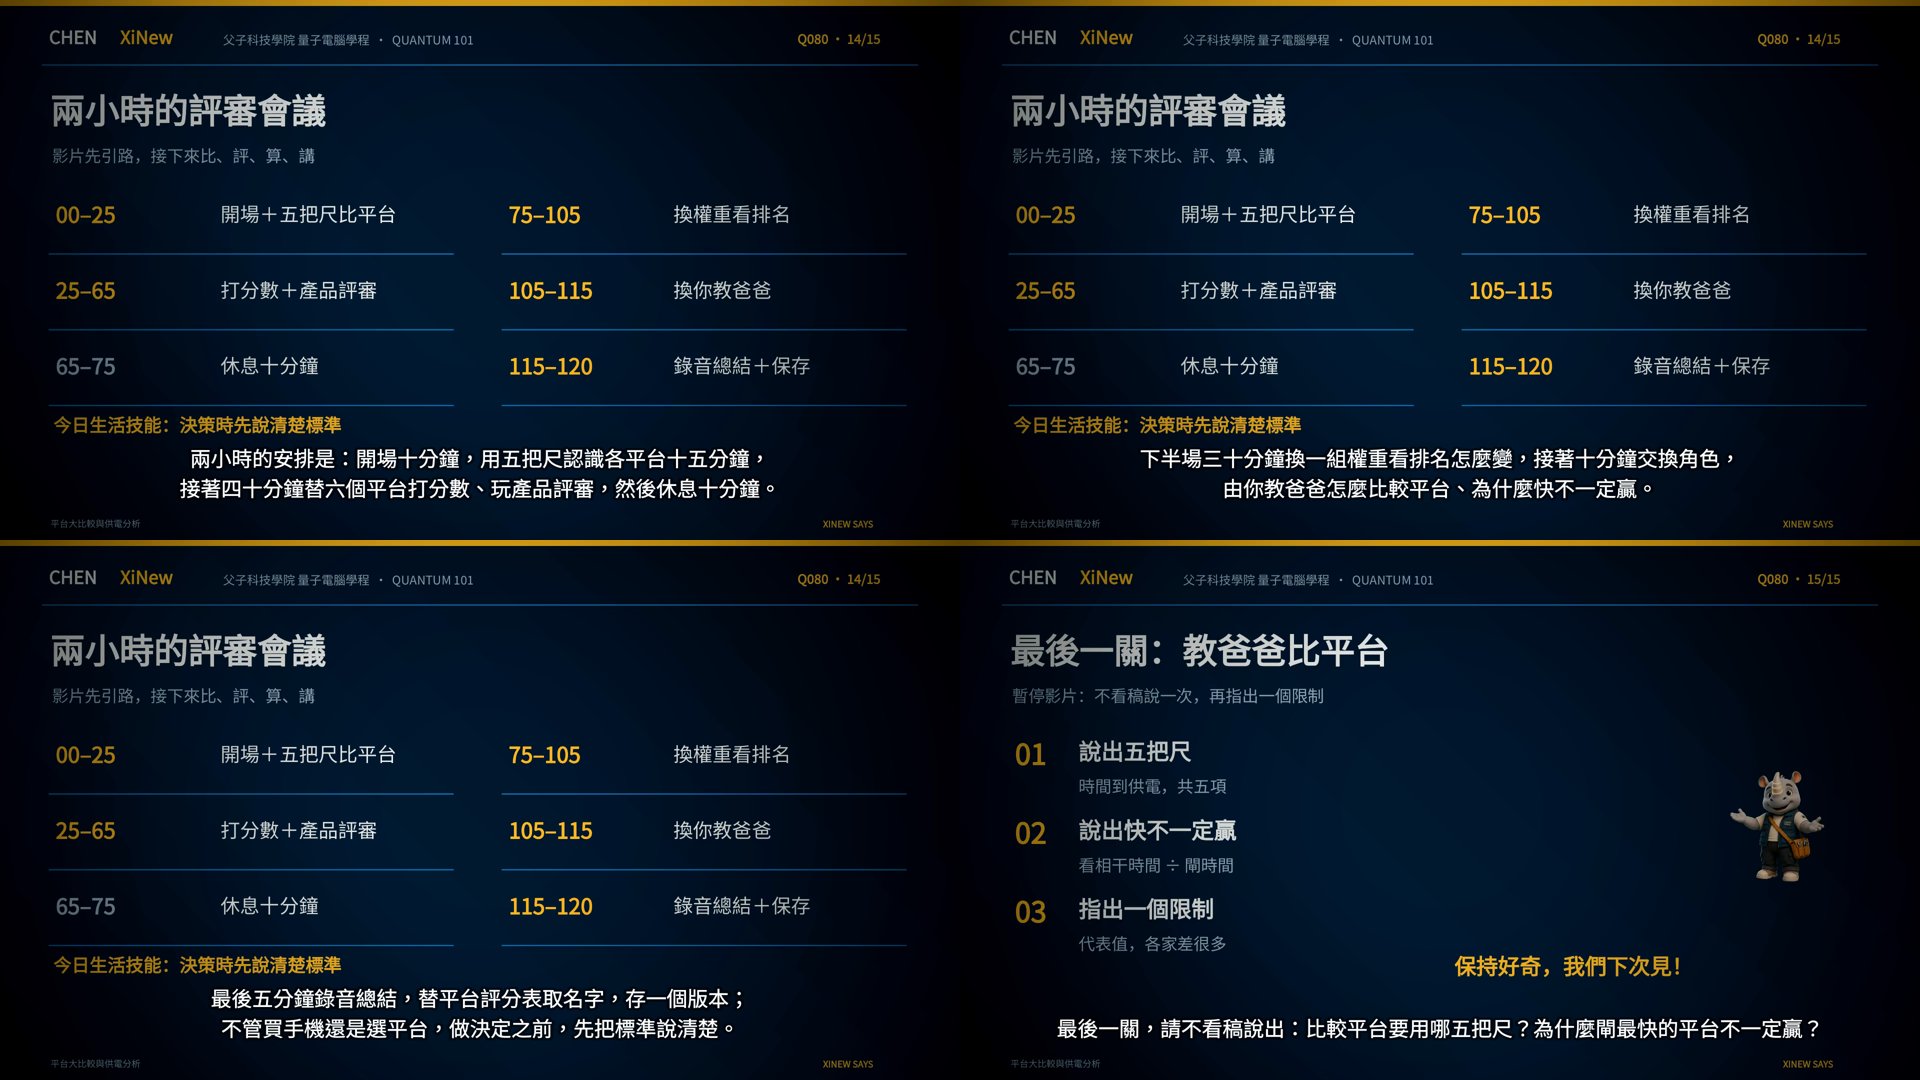 CHEN XiNew 父子科技學院 量子電腦學程 · QUANTUM 101 Q080 · 14/15
兩小時的評審會議
影片先引路，接下來比、評、算、講
00–25 開場＋五把尺比平台 75–105 換權重看排名
25–65 打分數＋產品評審 105–115 換你教爸爸
65–75 休息十分鐘 115–120 錄音總結＋保存
今日生活技能：決策時先說清楚標準
兩小時的安排是：開場十分鐘，用五把尺認識各平台十五分鐘，
接著四十分鐘替六個平台打分數、玩產品評審，然後休息十分鐘。
平台大比較與供電分析 XINEW SAYS
CHEN XiNew 父子科技學院 量子電腦學程 · QUANTUM 101 Q080 · 14/15
兩小時的評審會議
影片先引路，接下來比、評、算、講
00–25 開場＋五把尺比平台 75–105 換權重看排名
25–65 打分數＋產品評審 105–115 換你教爸爸
65–75 休息十分鐘 115–120 錄音總結＋保存
今日生活技能：決策時先說清楚標準
下半場三十分鐘換一組權重看排名怎麼變，接著十分鐘交換角色，
由你教爸爸怎麼比較平台、為什麼快不一定贏。
平台大比較與供電分析 XINEW SAYS
CHEN XiNew 父子科技學院 量子電腦學程 · QUANTUM 101 Q080 · 14/15
兩小時的評審會議
影片先引路，接下來比、評、算、講
00–25 開場＋五把尺比平台 75–105 換權重看排名
25–65 打分數＋產品評審 105–115 換你教爸爸
65–75 休息十分鐘 115–120 錄音總結＋保存
今日生活技能：決策時先說清楚標準
最後五分鐘錄音總結，替平台評分表取名字，存一個版本；
不管買手機還是選平台，做決定之前，先把標準說清楚。
平台大比較與供電分析 XINEW SAYS
CHEN XiNew 父子科技學院 量子電腦學程 · QUANTUM 101 Q080 · 15/15
最後一關：教爸爸比平台
暫停影片：不看稿說一次，再指出一個限制
01 說出五把尺
時間到供電，共五項
02 說出快不一定贏
看相干時間 ÷ 閘時間
03 指出一個限制
代表值，各家差很多
保持好奇，我們下次見！
最後一關，請不看稿說出：比較平台要用哪五把尺？為什麼閘最快的平台不一定贏？
平台大比較與供電分析 XINEW SAYS